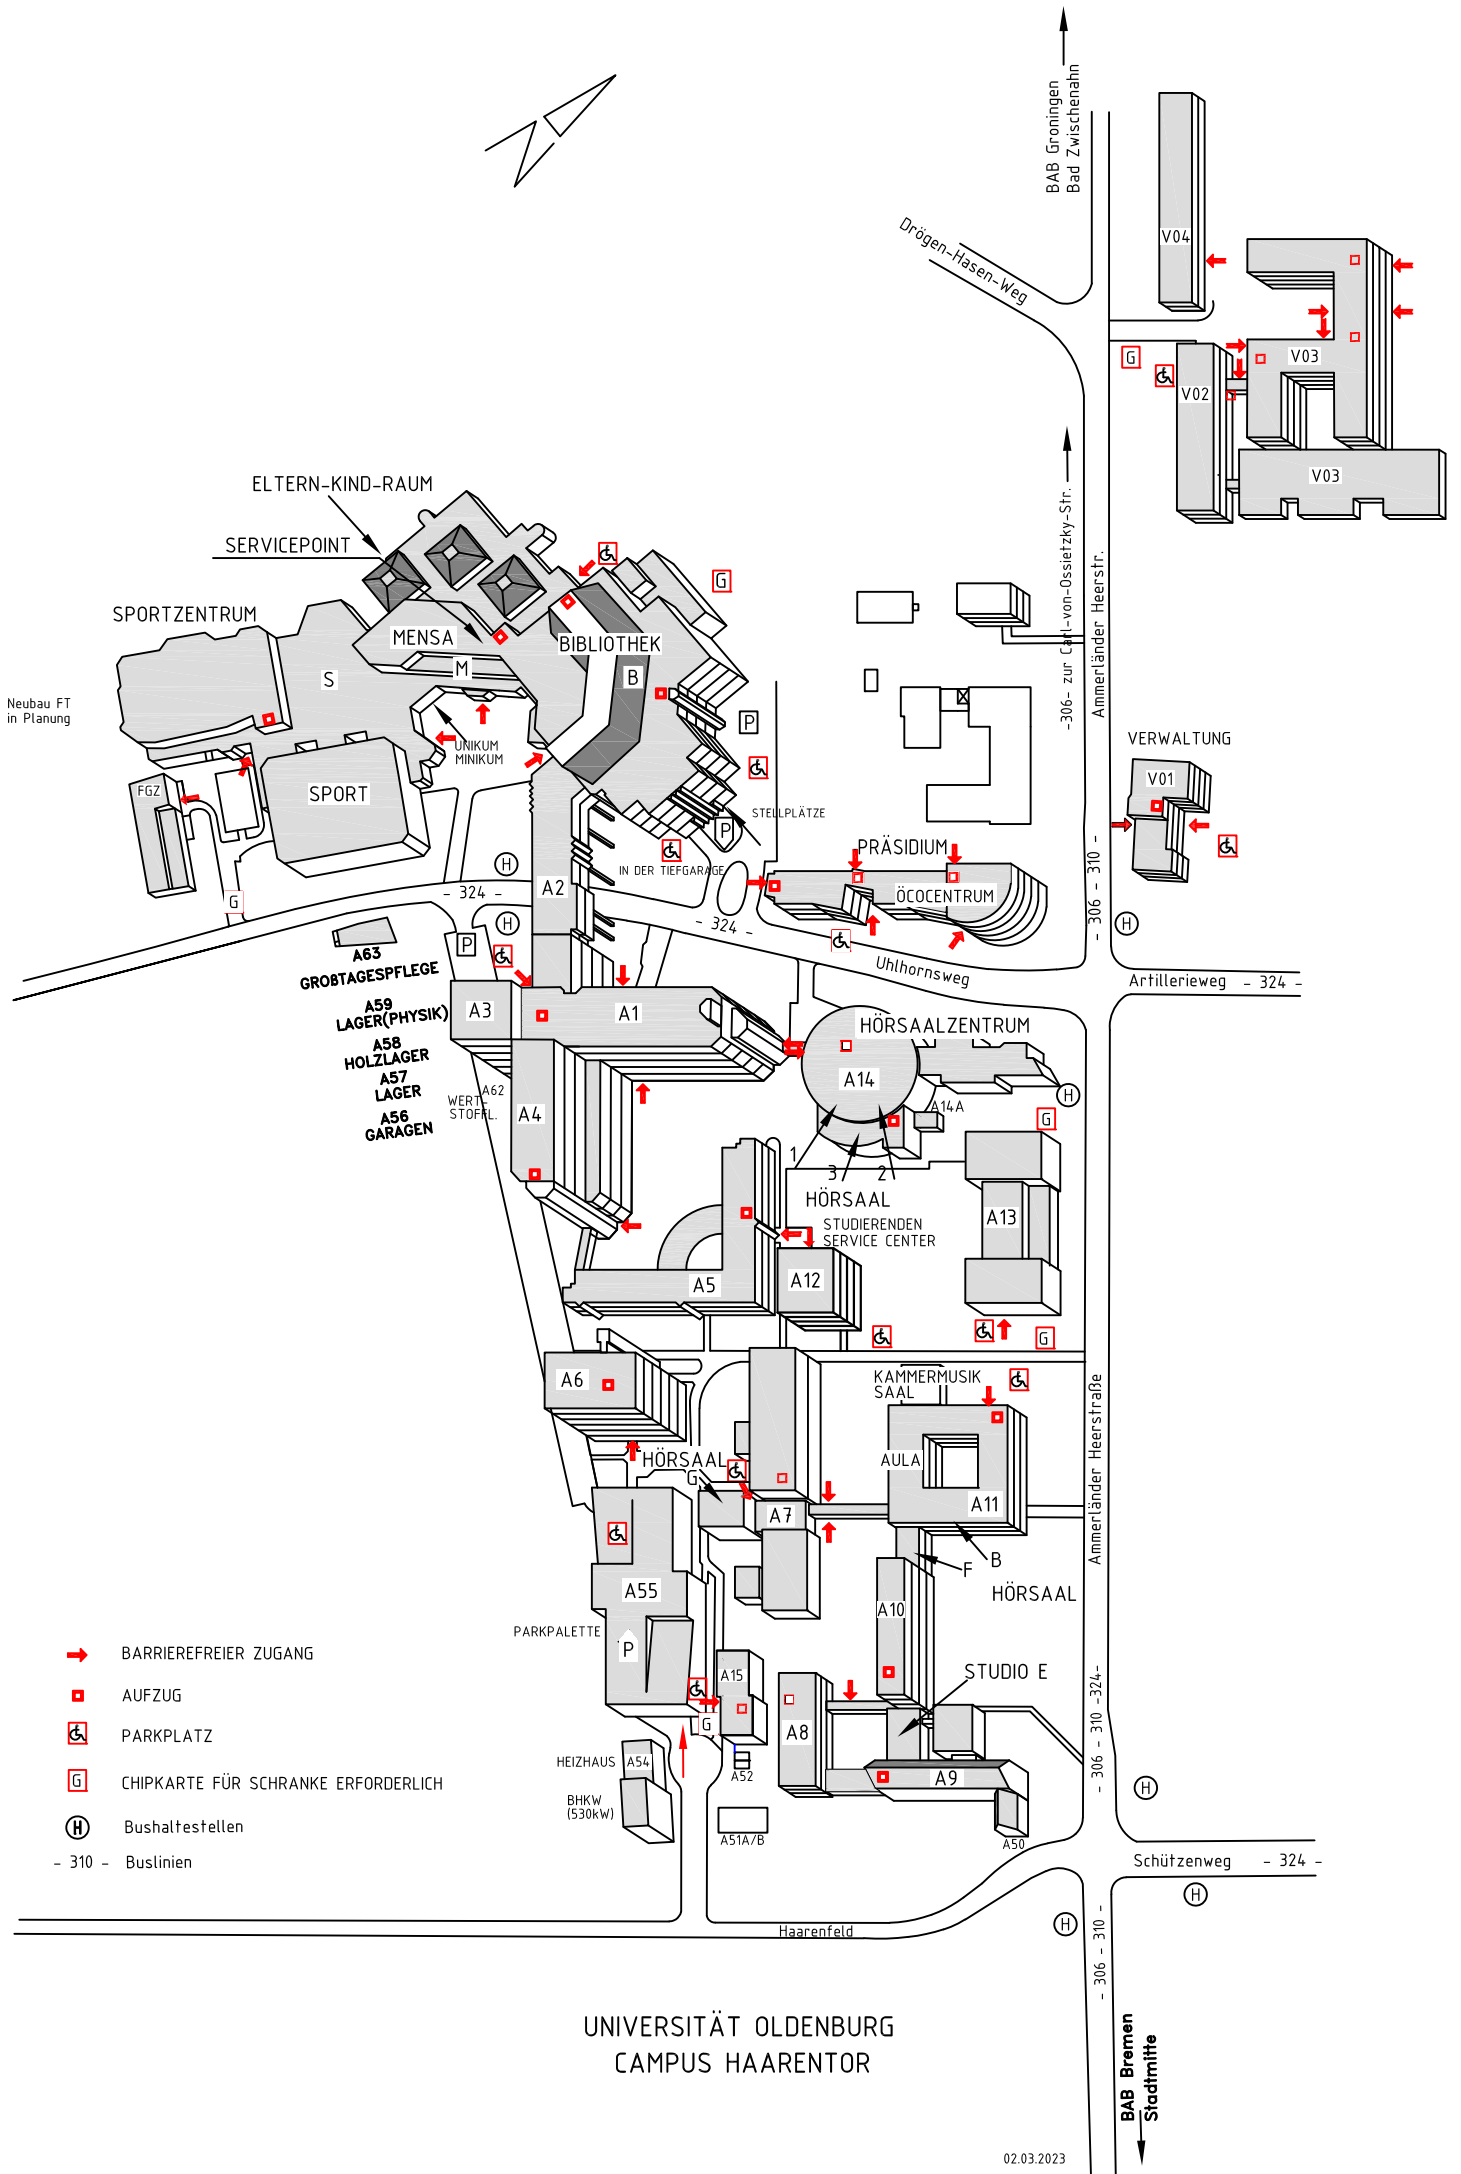 BAB Groningen
Bad Zwischenahn
Drögen-Hasen-Weg
V04
V03
G
V02
V03
-306- zur Carl-von-Ossietzky-Str.
Ammerländer Heerstr.
ELTERN-KIND-RAUM
SERVICEPOINT
G
SPORTZENTRUM
MENSA
M
BIBLIOTHEK
B
S
Neubau FT
in Planung
P
UNIKUM
MINIKUM
VERWALTUNG
V01
FGZ
SPORT
STELLPLÄTZE
P
IN DER TIEFGARAGE
PRÄSIDIUM
ÖCOCENTRUM
H
- 324 -
A2
G
H
- 324 -
- 306 - 310 -
H
P
A63
GROßTAGESPFLEGE
Uhlhornsweg
Artillerieweg - 324 -
A59
LAGER(PHYSIK)
A3
A1
HÖRSAALZENTRUM
A58
HOLZLAGER
A57
LAGER
A56
GARAGEN
A62
WERT-
STOFFL.
A4
A14
H
A14A
G
1
3
2
HÖRSAAL
A13
STUDIERENDEN
SERVICE CENTER
A5
A12
G
A6
KAMMERMUSIK
SAAL
Ammerländer Heerstraße
HÖRSAAL
G
AULA
A11
A7
B
F
HÖRSAAL
A55
A10
PARKPALETTE
P
A15
STUDIO E
G
A8
A9
HEIZHAUS
A54
A52
BHKW
(530kW)
A51A/B
A50
- 306 - 310 -324-
H
BARRIEREFREIER ZUGANG
AUFZUG
PARKPLATZ
G CHIPKARTE FÜR SCHRANKE ERFORDERLICH
H Bushaltestellen
- 310 - Buslinien
Schützenweg - 324 -
H
H
Haarenfeld
- 306 - 310 -
UNIVERSITÄT OLDENBURG
CAMPUS HAARENTOR
BAB Bremen
Stadtmitte
02.03.2023